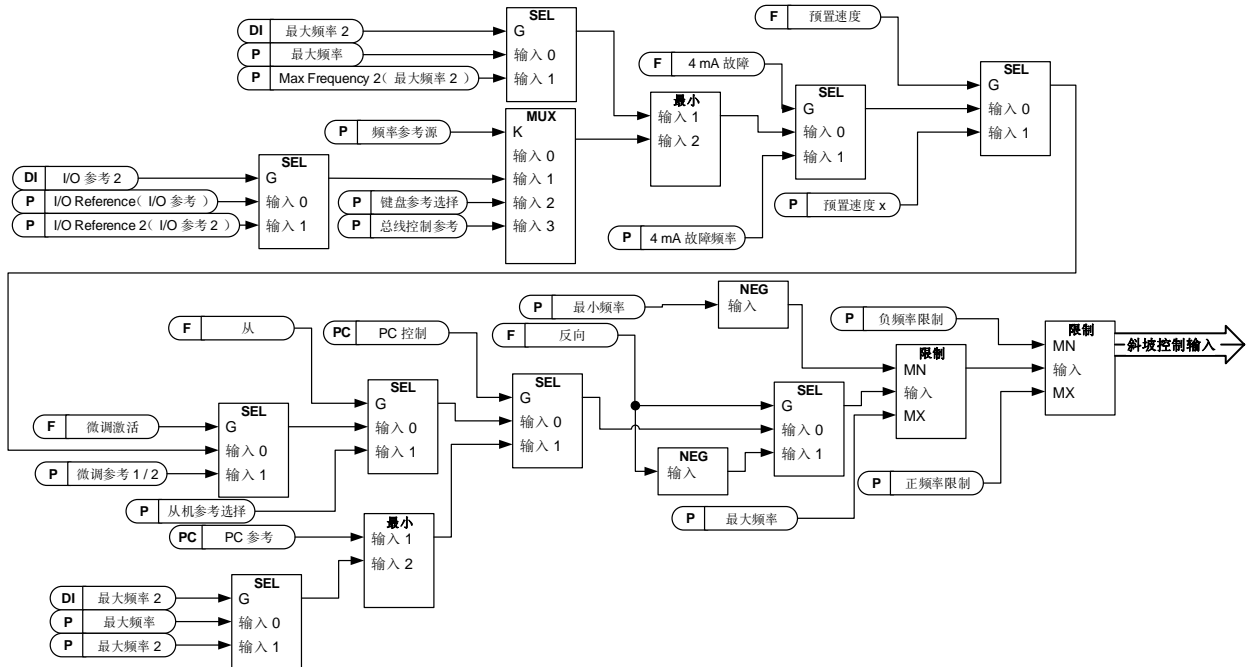 F 预置速度
SEL
DI 最大频率 2
G
P 最大频率
输入 0
P Max Frequency 2( 最大频率 2 )
输入 1
F 4 mA 故障
SEL
G
输入 0
输入 1
SEL
G
输入 0
输入 1
最小
输入 1
输入 2
MUX
P 频率参考源
K
输入 0
输入 1
P 键盘参考选择
输入 2
P 总线控制参考
输入 3
SEL
DI I/O 参考 2
G
P I/O Reference( I/O 参考 )
输入 0
P I/O Reference 2( I/O 参考 2 )
输入 1
P 预置速度 x
P 4 mA 故障频率
NEG
P 最小频率
输入
F 从
PC PC 控制
F 反向
P 负频率限制
限制
MN
输入
MX
斜坡控制输入
限制
MN
输入
MX
SEL
G
输入 0
输入 1
SEL
G
输入 0
输入 1
SEL
G
输入 0
输入 1
SEL
F 微调激活
G
输入 0
P 微调参考 1 / 2
输入 1
NEG
输入
P 正频率限制
P 从机参考选择
P 最大频率
最小
PC PC 参考
输入 1
输入 2
SEL
DI 最大频率 2
G
P 最大频率
输入 0
P 最大频率 2
输入 1